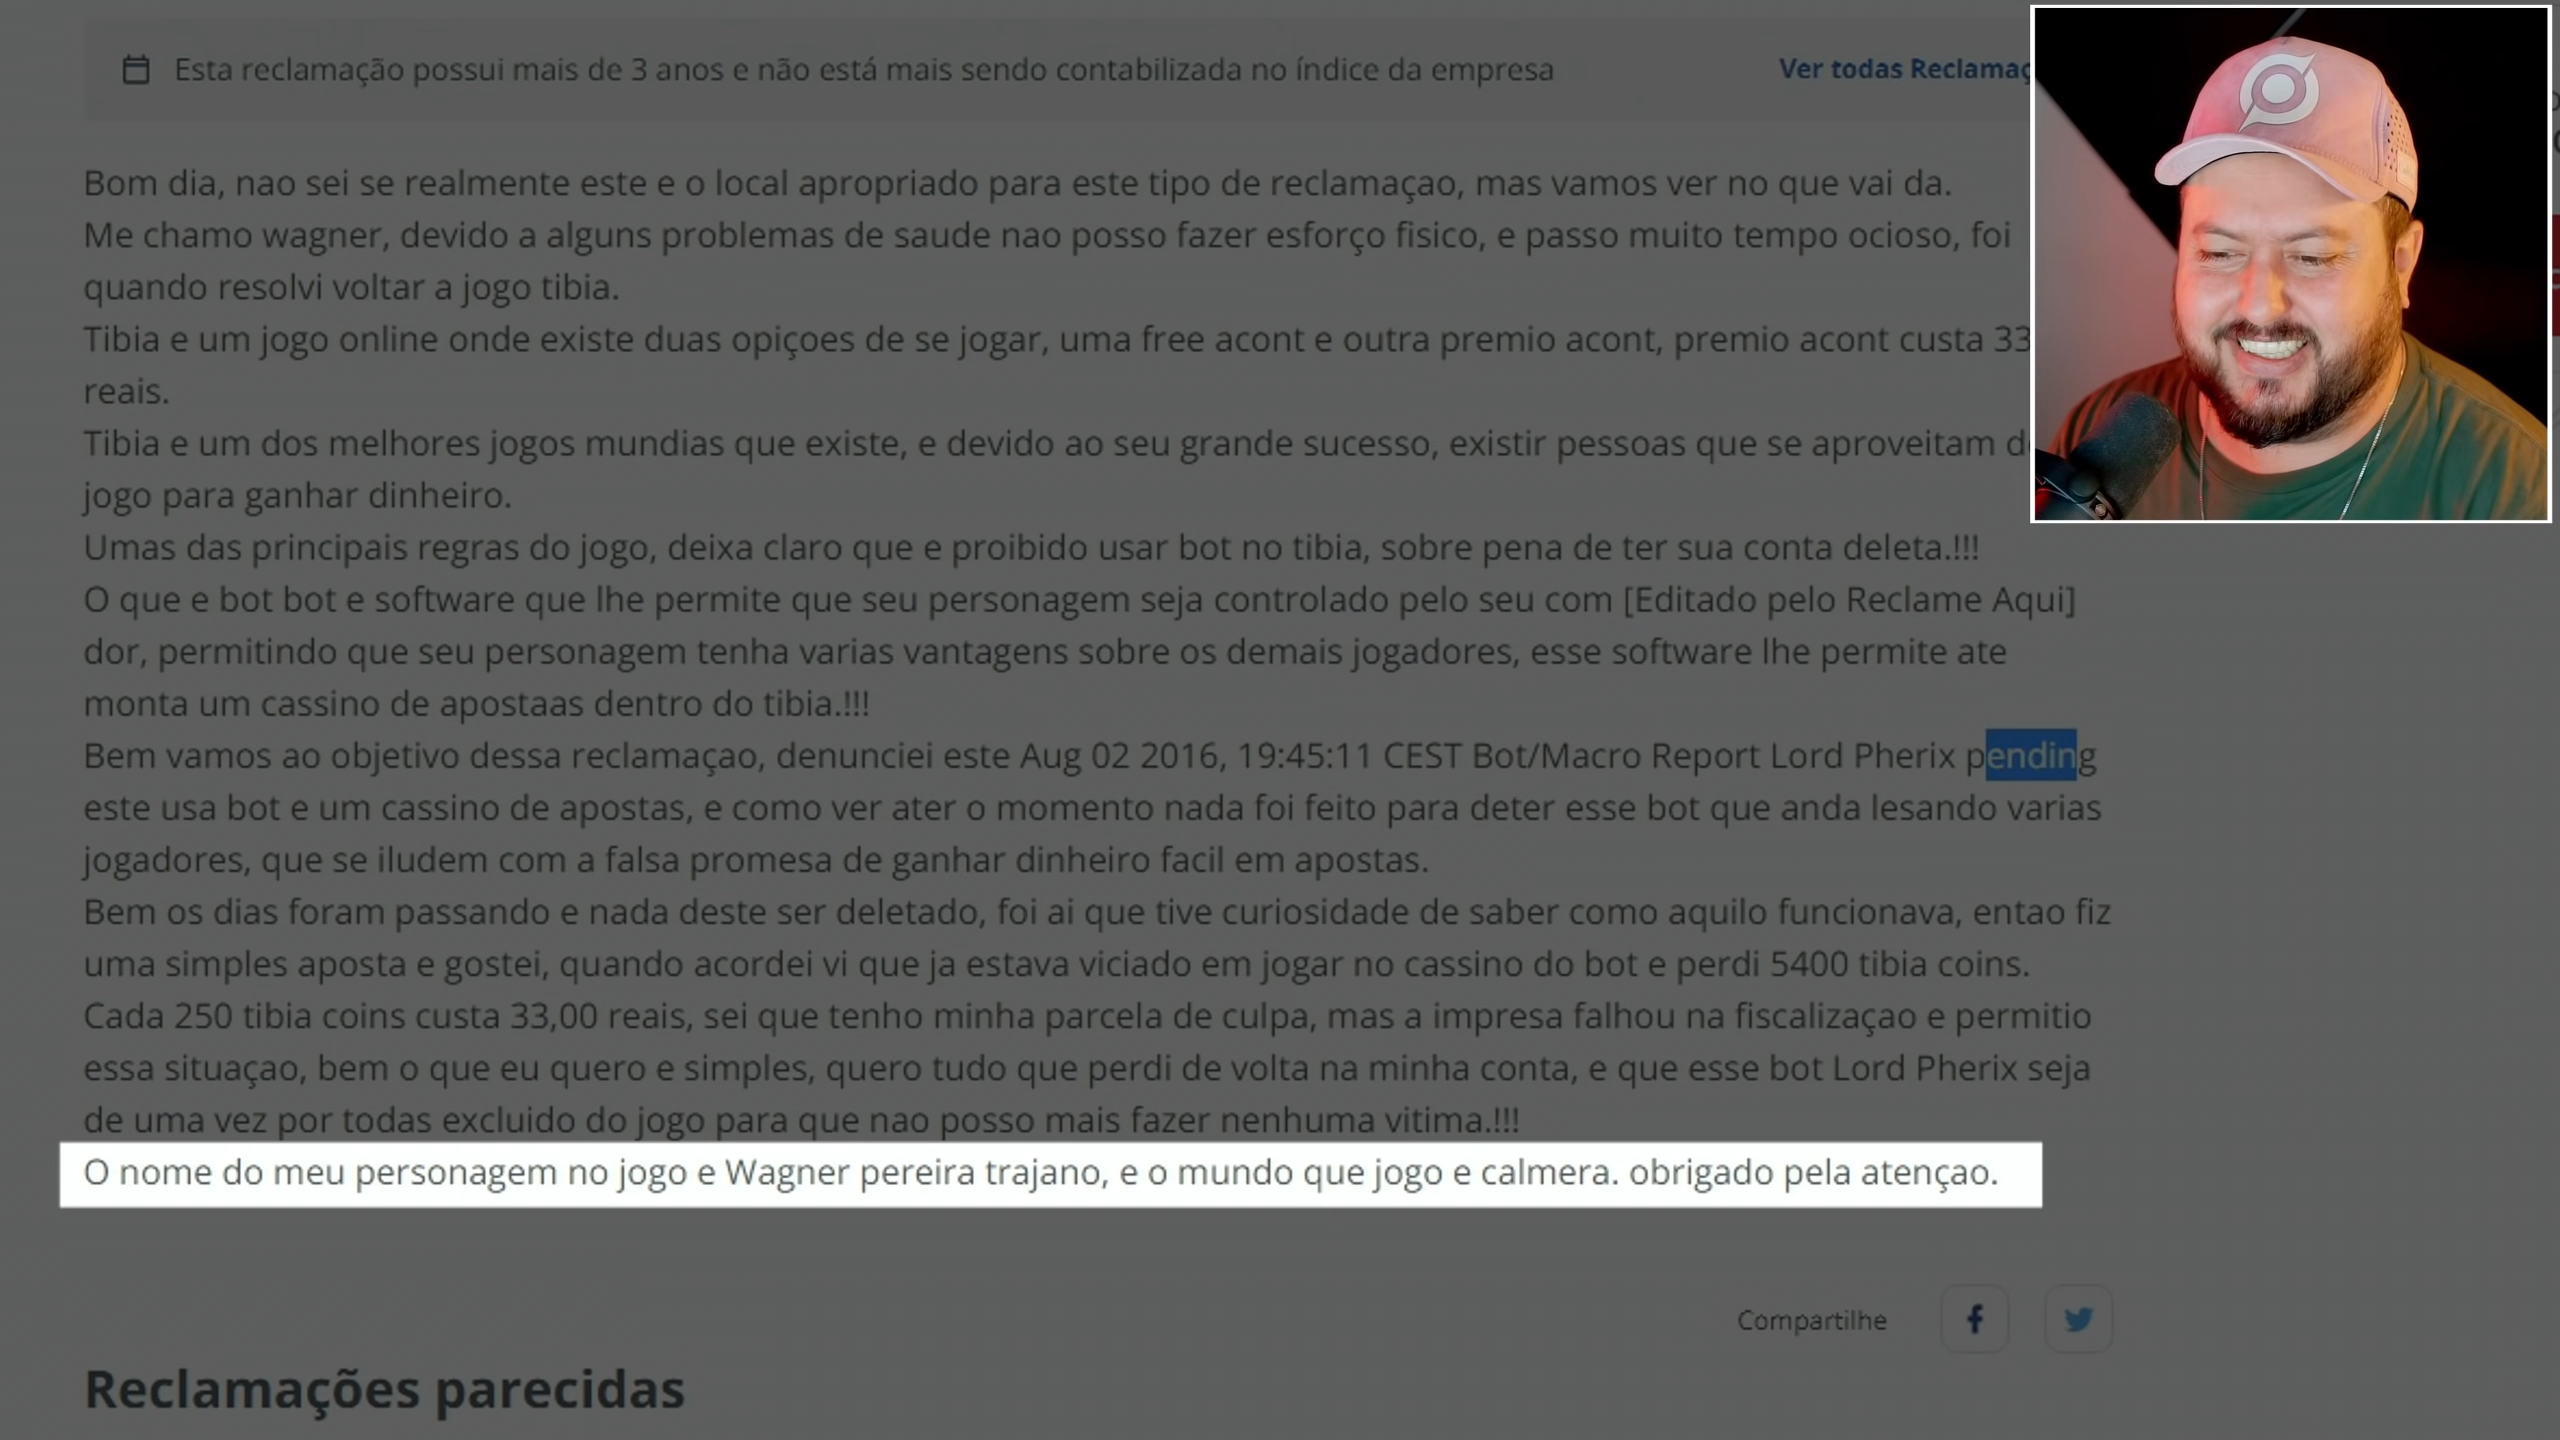 Esta reclamação possui mais de 3 anos e não está mais sendo contabilizada no índice da empresa
Ver todas
Bom dia, nao sei se realmente este e o local apropriado para este tipo de reclamaçao, mas vamos ver no que vai da.
Me chamo wagner, devido a alguns problemas de saude nao posso fazer esforço fisico, e passo muito tempo ocioso, foi
quando resolvi voltar a jogo tibia.
Tibia e um jogo online onde existe duas opiçoes de se jogar, uma free acont e outra premio acont, premio acont custa 33
reais.
Tibia e um dos melhores jogos mundias que existe, e devido ao seu grande sucesso, existir pessoas que se aproveitam
jogo para ganhar dinheiro.
Umas das principais regras do jogo, deixa claro que e proibido usar bot no tibia, sobre pena de ter sua conta deleta.!!!
O que e bot bot e software que lhe permite que seu personagem seja controlado pelo seu com [Editado pelo Reclame Aqui]
dor, permitindo que seu personagem tenha varias vantagens sobre os demais jogadores, esse software lhe permite ate
monta um cassino de apostaas dentro do tibia.!!!
Bem vamos ao objetivo dessa reclamaçao, denunciei este Aug 02 2016, 19:45:11 CEST Bot/Macro Report Lord Pherix pending
este usa bot e um cassino de apostas, e como ver ater o momento nada foi feito para deter esse bot que anda lesando varias
jogadores, que se iludem com a falsa promesa de ganhar dinheiro facil em apostas.
Bem os dias foram passando e nada deste ser deletado, foi ai que tive curiosidade de saber como aquilo funcionava, entao fiz
uma simples aposta e gostei, quando acordei vi que ja estava viciado em jogar no cassino do bot e perdi 5400 tibia coins.
Cada 250 tibia coins custa 33,00 reais, sei que tenho minha parcela de culpa, mas a impresa falhou na fiscalizaçao e permitio
essa situaçao, bem o que eu quero e simples, quero tudo que perdi de volta na minha conta, e que esse bot Lord Pherix seja
de uma vez por todas excluido do jogo para que nao posso mais fazer nenhuma vitima.!!!
O nome do meu personagem no jogo e Wagner pereira trajano, e o mundo que jogo e calmera. obrigado pela atençao.
Compartilhe
Reclamações parecidas